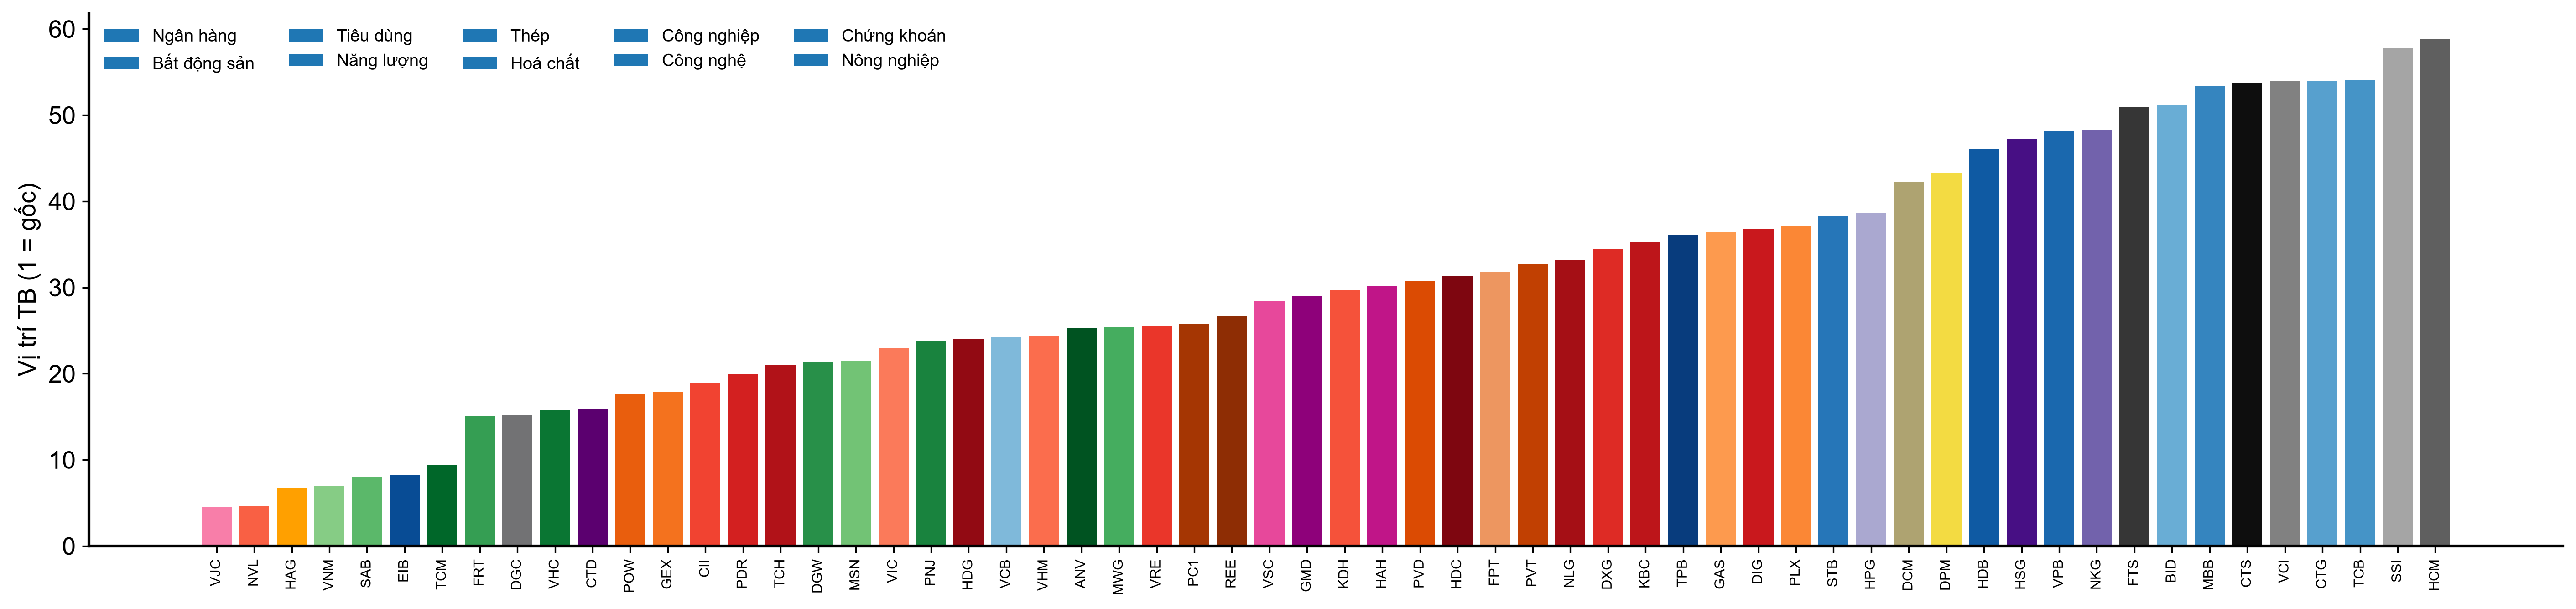 Ngân hàng
Bất động sản
Tiêu dùng
Năng lượng
Thép
Hoá chất
Công nghiệp
Công nghệ
Chứng khoán
Nông nghiệp
Vị trí TB (1 = gốc)
60
50
40
30
20
10
0
VJC
NVL
HAG
VNM
SAB
EIB
TCM
FRT
DGC
VHC
CTD
POW
GEX
CII
PDR
TCH
DGW
MSN
VIC
PNJ
HDG
VCB
VHM
ANV
MWG
VRE
PC1
REE
VSC
GMD
KDH
HAH
PVD
HDC
FPT
PVT
NLG
DXG
KBC
TPB
GAS
DIG
PLX
STB
HPG
DCM
DPM
HDB
HSG
VPB
NKG
FTS
BID
MBB
CTS
VCI
CTG
TCB
SSI
HCM